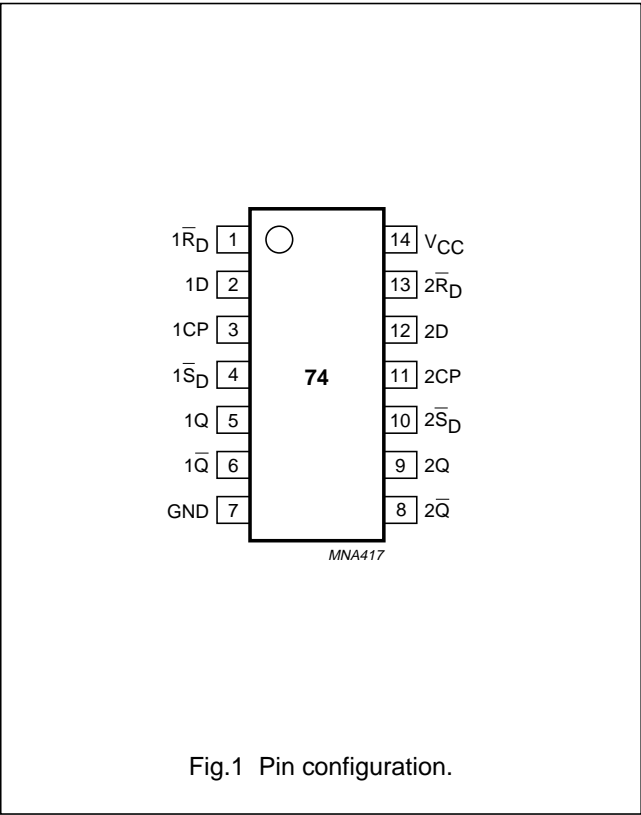 1R̅D 1 14 VCC
1D 2 13 2R̅D
1CP 3 12 2D
1S̅D 4 74 11 2CP
1Q 5 10 2S̅D
1Q̅ 6 9 2Q
GND 7 8 2Q̅
MNA417
Fig.1 Pin configuration.